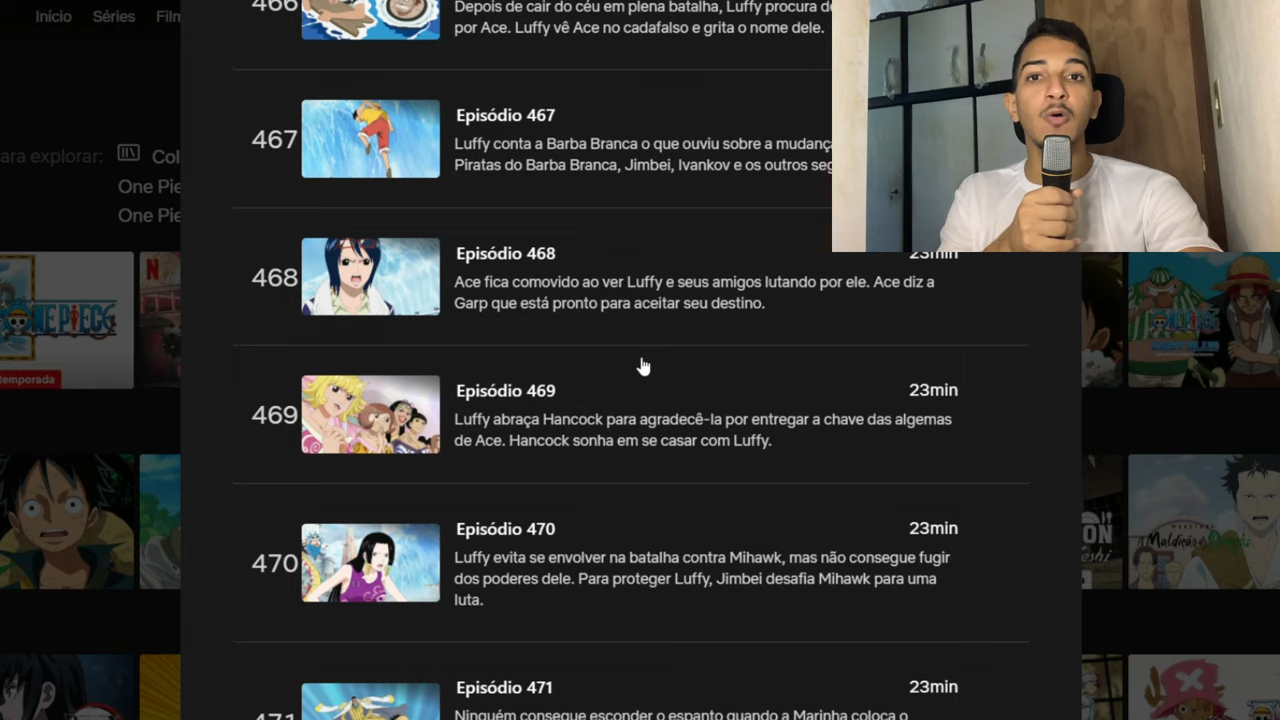 Início Séries
466
Depois de cair do céu em plena batalha, Luffy procura
por Ace. Luffy vê Ace no cadafalso e grita o nome dele.
467
Episódio 467
Luffy conta a Barba Branca o que ouviu sobre a
Piratas do Barba Branca, Jimbei, Ivankov e os outros
ara explorar:
One Pie
One Pie
468
Episódio 468
23min
Ace fica comovido ao ver Luffy e seus amigos lutando por ele. Ace diz a
Garp que está pronto para aceitar seu destino.
N
ONE PIECE
temporada
469
Episódio 469
23min
Luffy abraça Hancock para agradecê-la por entregar a chave das algemas
de Ace. Hancock sonha em se casar com Luffy.
470
Episódio 470
23min
Luffy evita se envolver na batalha contra Mihawk, mas não consegue fugir
dos poderes dele. Para proteger Luffy, Jimbei desafia Mihawk para uma
luta.
471
Episódio 471
23min
Ninguém consegue esconder o espanto quando a Marinha coloca o